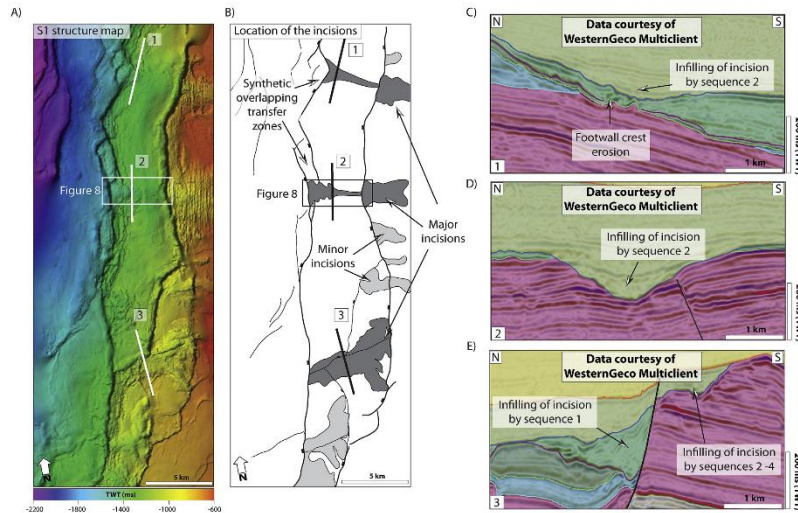 A)
S1 structure map
1
2
Figure 8
3
N
5 km
TWT (ms)
-2200
-1400
-1000
-600
B)
Location of the incisions
1
Synthetic
overlapping
transfer
zones
2
Figure 8
Major
incisions
Minor
incisions
3
N
5 km
C)
N
S
Data courtesy of
WesternGeco Multiclient
Infilling of incision
by sequence 2
Footwall crest
erosion
1 km
1
D)
Data courtesy of
WesternGeco Multiclient
Infilling of incision
by sequence 2
1 km
2
E)
N
S
Data courtesy of
WesternGeco Multiclient
Infilling of incision
by sequence 1
Infilling of incision
by sequences 2 -4
1 km
3